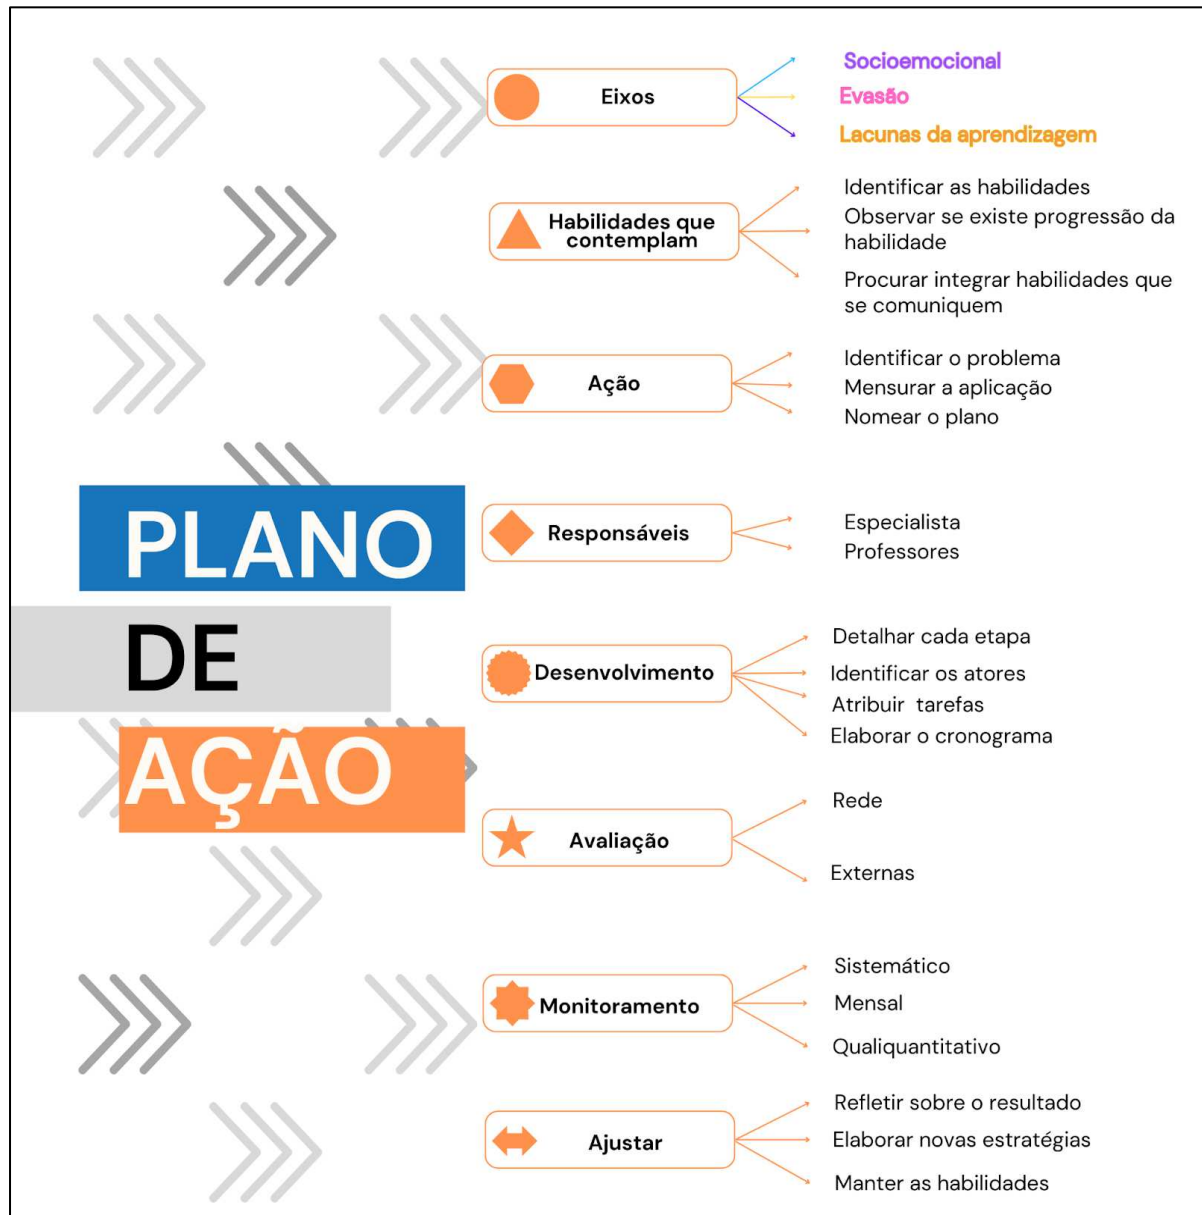 PLANO
DE
AÇÃO
Eixos
Socioemocional
Evasão
Lacunas da aprendizagem
Habilidades que
contemplam
Identificar as habilidades
Observar se existe progressão da
habilidade
Procurar integrar habilidades que
se comuniquem
Ação
Identificar o problema
Mensurar a aplicação
Nomear o plano
Responsáveis
Especialista
Professores
Desenvolvimento
Detalhar cada etapa
Identificar os atores
Atribuir tarefas
Elaborar o cronograma
Avaliação
Rede
Externas
Monitoramento
Sistemático
Mensal
Qualiquantitativo
Ajustar
Refletir sobre o resultado
Elaborar novas estratégias
Manter as habilidades